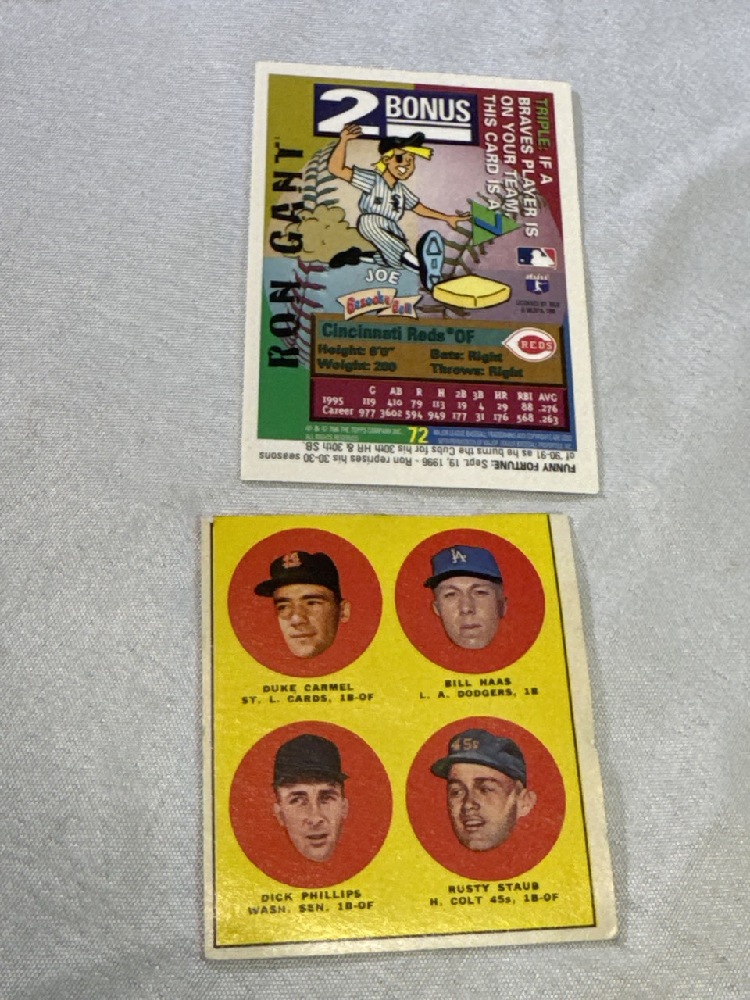 2 BONUS
TRIPLE: IF A
BRAVES PLAYER IS
ON YOUR TEAM,
THIS CARD IS A
RON GANT
JOE
Bazooka Ball
Cincinnati Reds® OF
REDS
Height: 6'0" Bats: Right
Weight: 200 Throws: Right
G AB R H 2B 3B HR RBI AVG
1995 119 410 79 113 19 4 29 88 .276
Career 977 3602 594 949 177 31 176 568 .263
72
FUNNY FORTUNE: Sept. 19, 1996 - Ron reprises his 30-30 seasons
of '90-91 as he burns the Cubs for his 30th HR & 30th SB.
LA
DUKE CARMEL
ST. L. CARDS, 1B-OF
BILL HAAS
L. A. DODGERS, 1B
45s
DICK PHILLIPS
WASH. SEN. 1B-OF
RUSTY STAUB
H. COLT 45s, 1B-OF